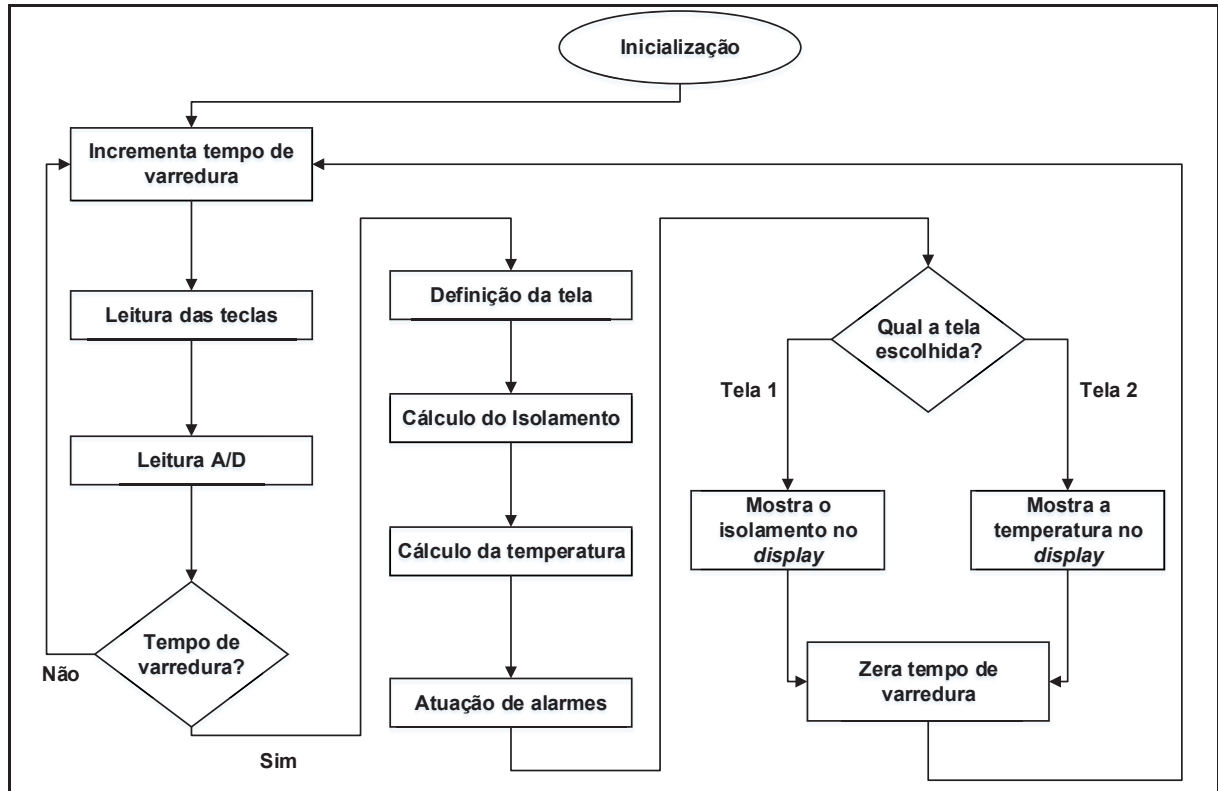 Inicialização
Incrementa tempo de
varredura
Leitura das teclas
Leitura A/D
Tempo de
varredura?
Não
Sim
Definição da tela
Cálculo do Isolamento
Cálculo da temperatura
Atuação de alarmes
Qual a tela
escolhida?
Tela 1
Tela 2
Mostra o
isolamento no
display
Mostra a
temperatura no
display
Zera tempo de
varredura